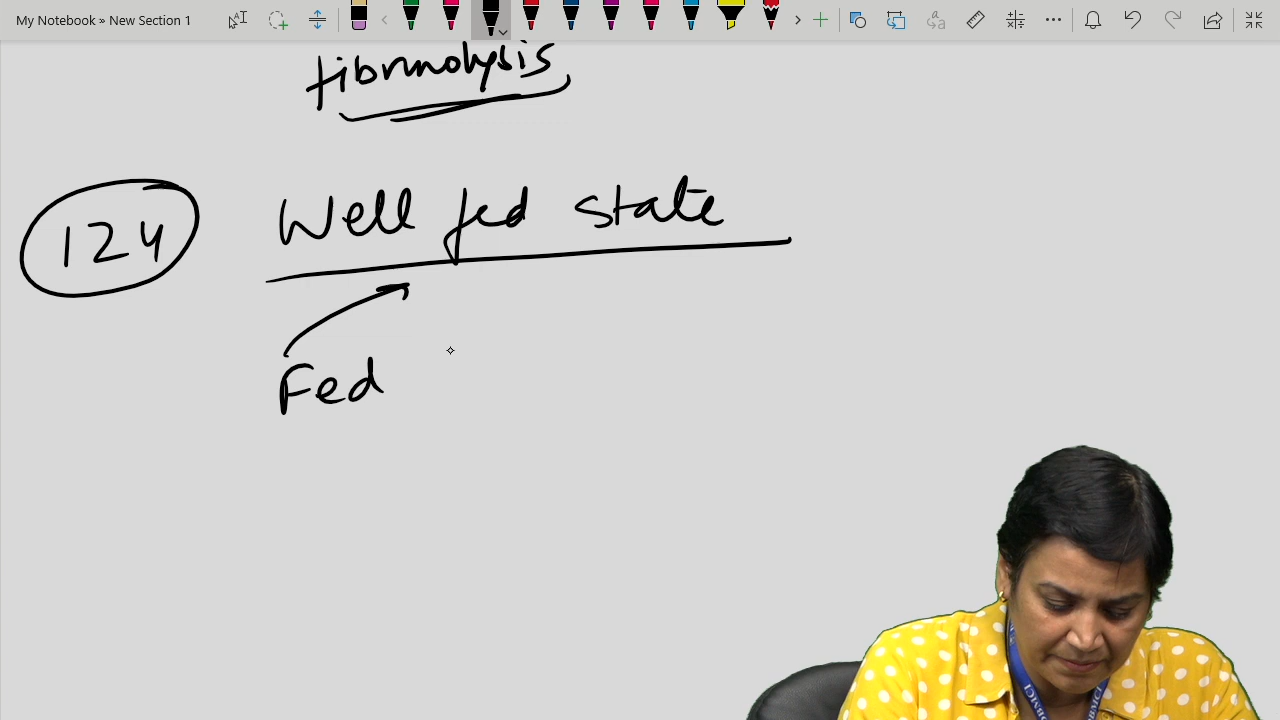 My Notebook » New Section 1
fibrinolysis
124 Well fed state
Fed